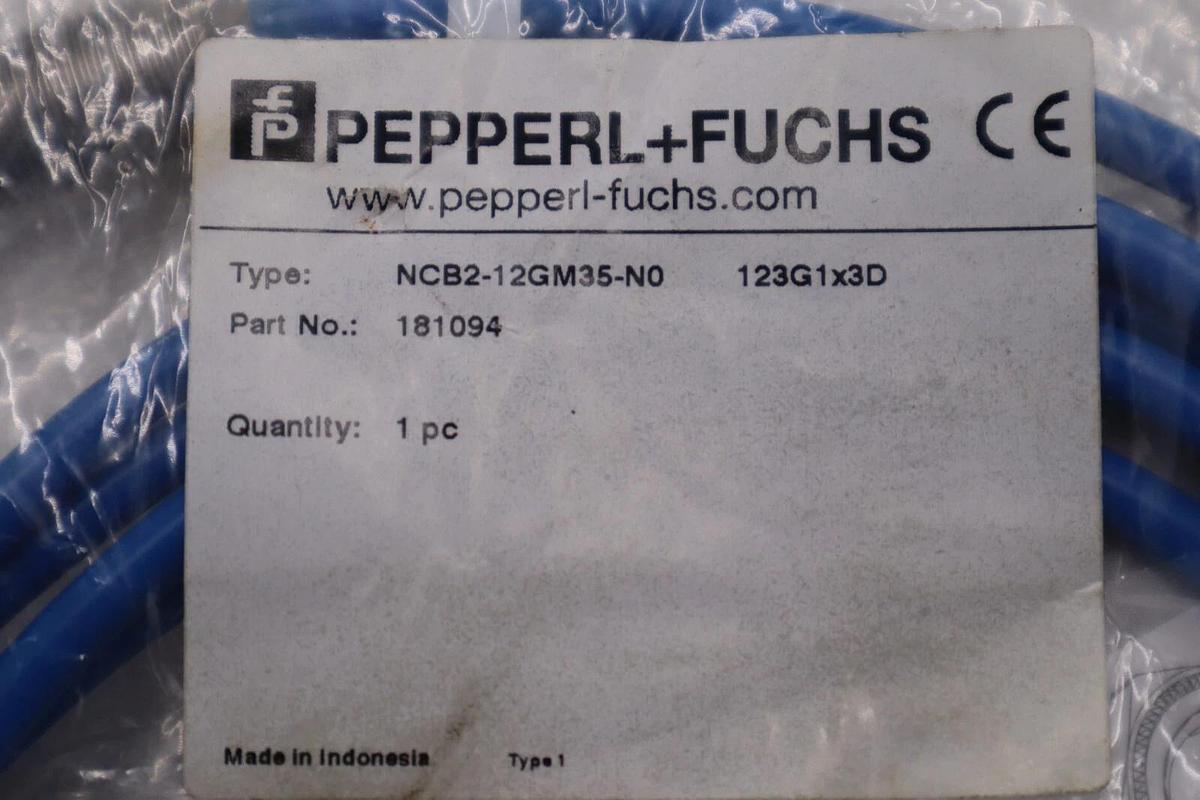 PEPPERL+FUCHS CE
www.pepperl-fuchs.com
Type: NCB2-12GM35-N0 123G1x3D
Part No.: 181094
Quantity: 1 pc
Made in Indonesia Type 1